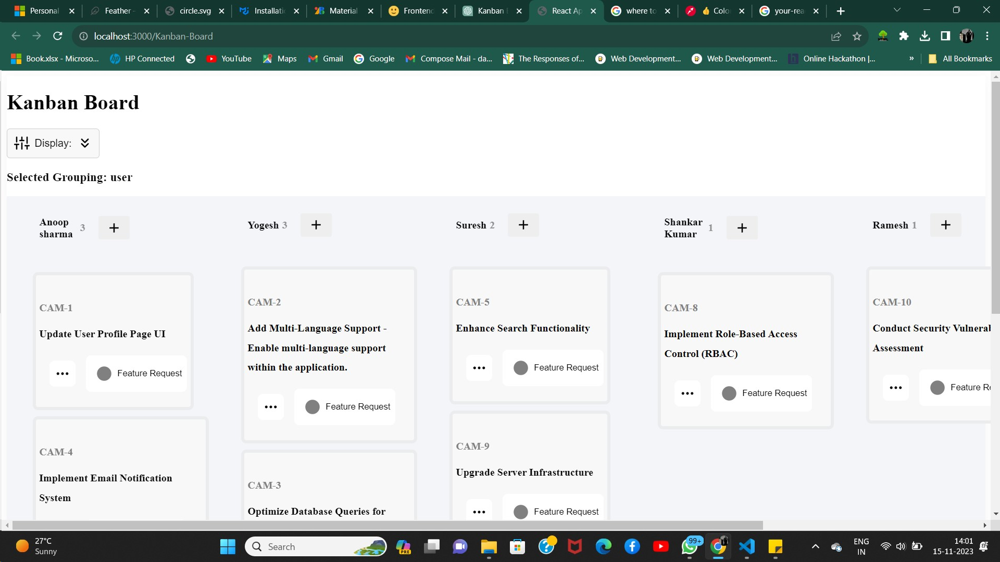 Personal
Feather -
circle.svg
Installatio
Material
Frontend
Kanban
React Ap
where to
👍 Colo
your-rea
localhost:3000/Kanban-Board
Book.xlsx - Microso...
HP Connected
YouTube
Maps
Gmail
Google
Compose Mail - da...
The Responses of...
Web Development...
Web Development...
Online Hackathon |...
»
All Bookmarks
Kanban Board
Display:
Selected Grouping: user
Anoop
sharma
3
+
Yogesh 3
+
Suresh 2
+
Shankar
Kumar
1
+
Ramesh 1
+
CAM-1
Update User Profile Page UI
Feature Request
CAM-4
Implement Email Notification
System
CAM-2
Add Multi-Language Support -
Enable multi-language support
within the application.
Feature Request
CAM-3
Optimize Database Queries for
CAM-5
Enhance Search Functionality
Feature Request
CAM-9
Upgrade Server Infrastructure
Feature Request
CAM-8
Implement Role-Based Access
Control (RBAC)
Feature Request
CAM-10
Conduct Security Vulneral
Assessment
Feature Re
27°C
Sunny
Search
PRE
99+
ENG
IN
14:01
15-11-2023